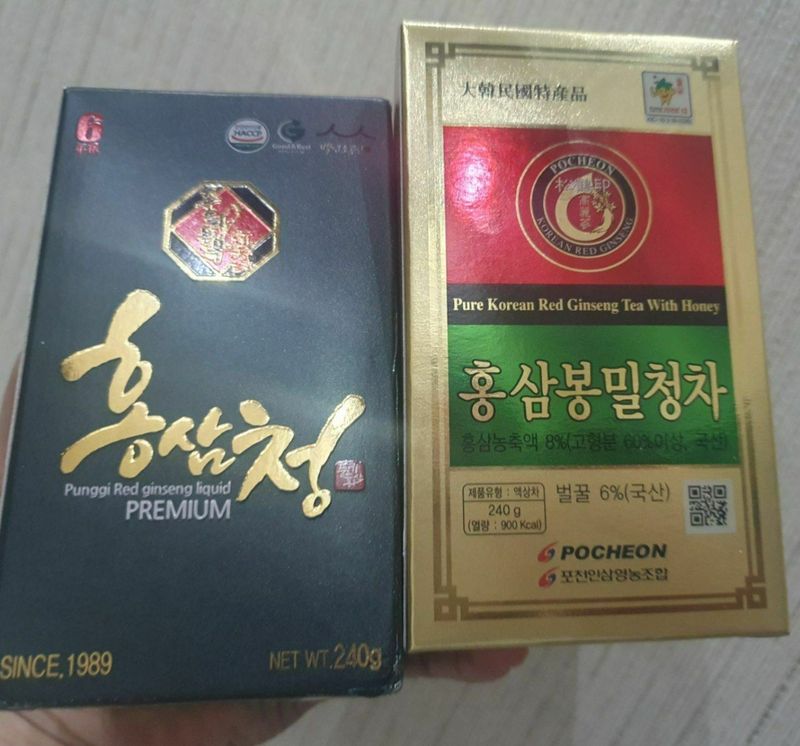 HACCP
Good & Best
홍삼청
Punggi Red ginseng liquid
PREMIUM
SINCE, 1989
NET WT. 240g
大韓民國特産品
POCHEON
KOREAN RED GINSENG
Pure Korean Red Ginseng Tea With Honey
홍삼봉밀청차
홍삼농축액 8%(고형분 60%이상, 국산)
제품유형 : 액상차
240 g
(열량 : 900 Kcal)
벌꿀 6%(국산)
POCHEON
포천인삼영농조합